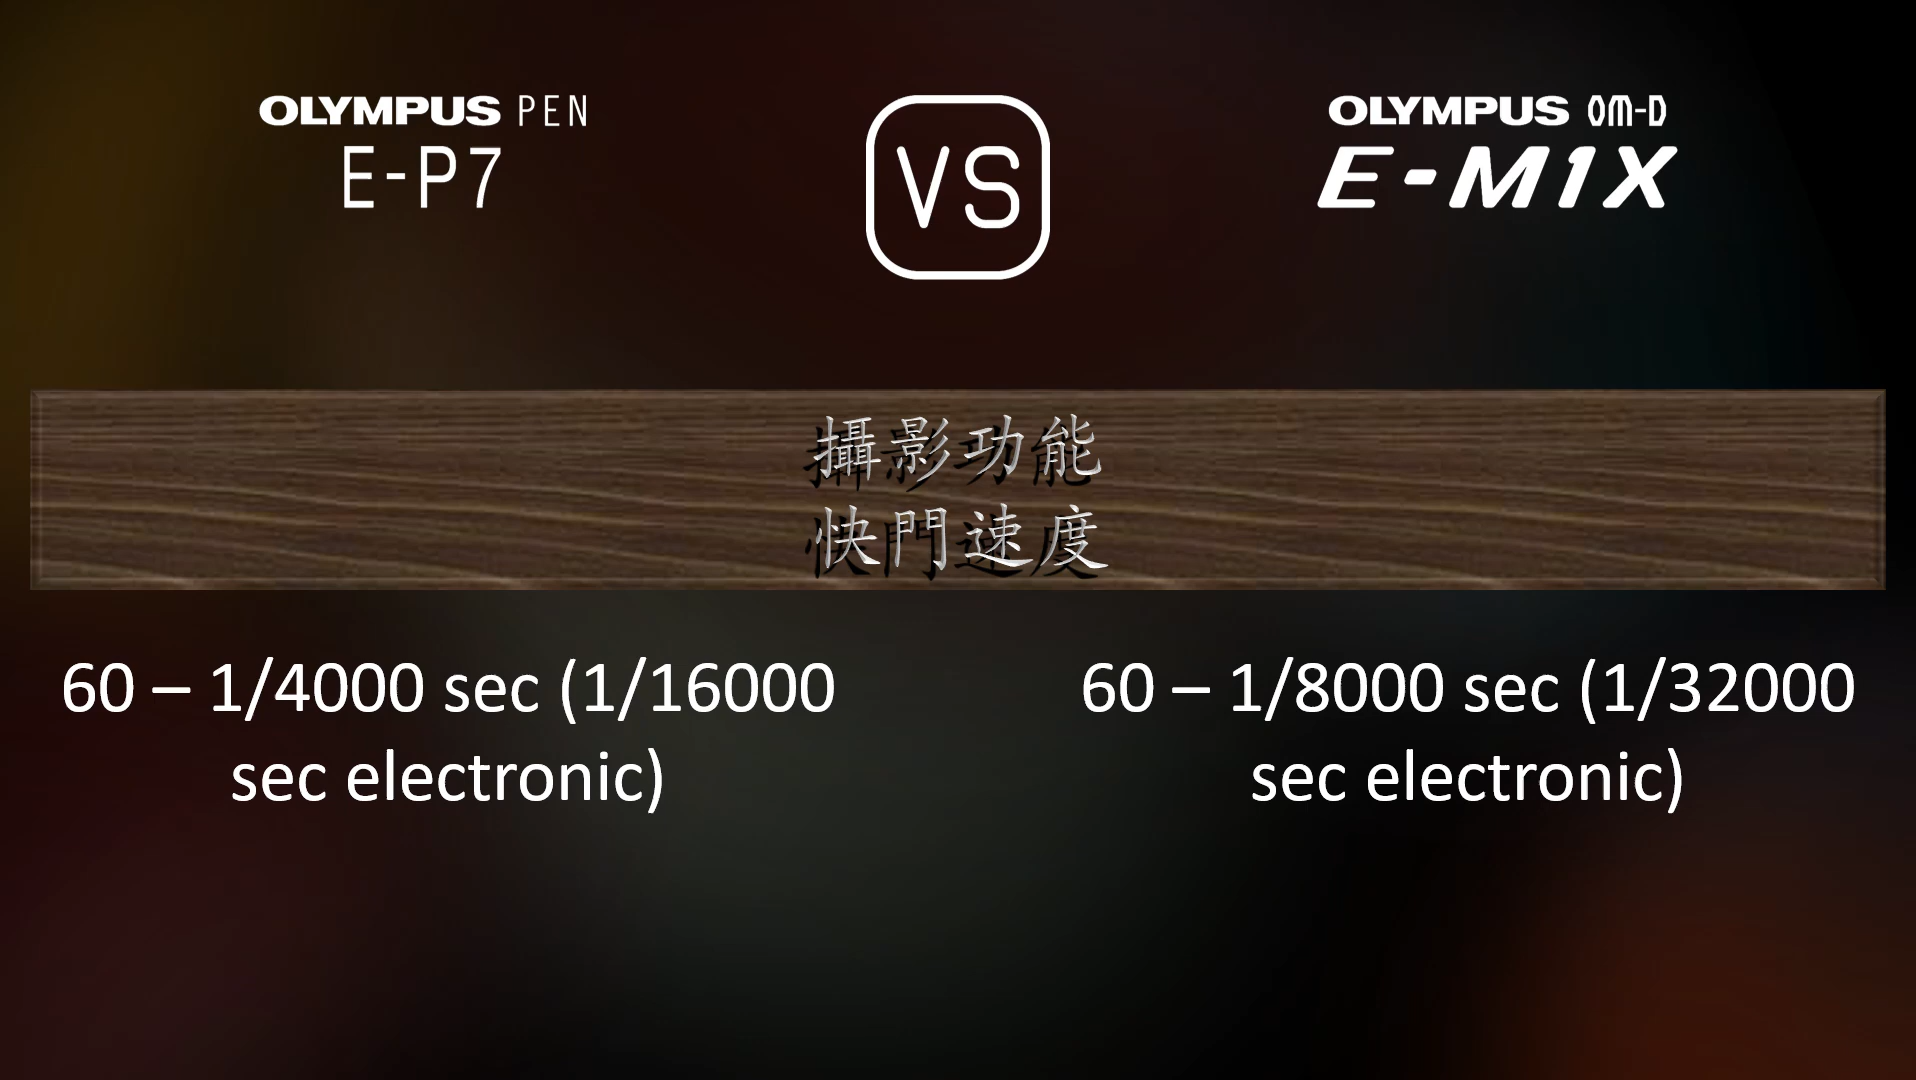 OLYMPUS PEN
E-P7
VS
OLYMPUS OM-D
E-M1X
攝影功能
快門速度
60 – 1/4000 sec (1/16000
sec electronic)
60 – 1/8000 sec (1/32000
sec electronic)